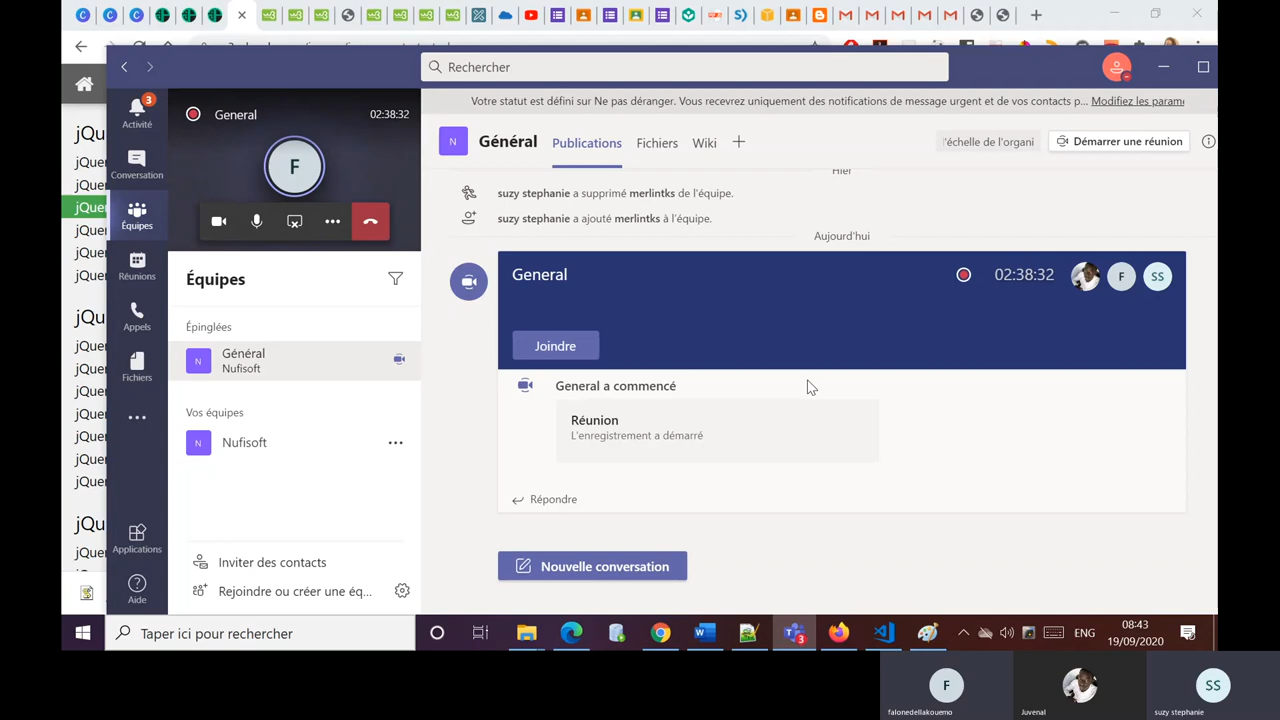 Rechercher
Votre statut est défini sur Ne pas déranger. Vous recevrez uniquement des notifications de message urgent et de vos contacts p... Modifiez les param
3
Activité
General
02:38:32
N
Général
Publications
Fichiers
Wiki
'échelle de l'organi
Démarrer une réunion
F
Hier
suzy stephanie a supprimé merlintks de l'équipe.
suzy stephanie a ajouté merlintks à l'équipe.
Aujourd'hui
Conversation
Équipes
Réunions
Appels
Fichiers
Applications
Aide
Équipes
Épinglées
N
Général
Nufisoft
Vos équipes
N
Nufisoft
Inviter des contacts
Rejoindre ou créer une éq...
General
02:38:32
F
SS
Joindre
General a commencé
Réunion
L'enregistrement a démarré
Répondre
Nouvelle conversation
jQu
jQuer
jQuer
jQuer
jQuer
jQuer
jQuer
jQu
jQuer
jQuer
jQuer
jQuer
jQuer
jQuer
jQu
jQuer
Taper ici pour rechercher
3
ENG
08:43
19/09/2020
F
falonedellakouemo
Juvenal
SS
suzy stephanie